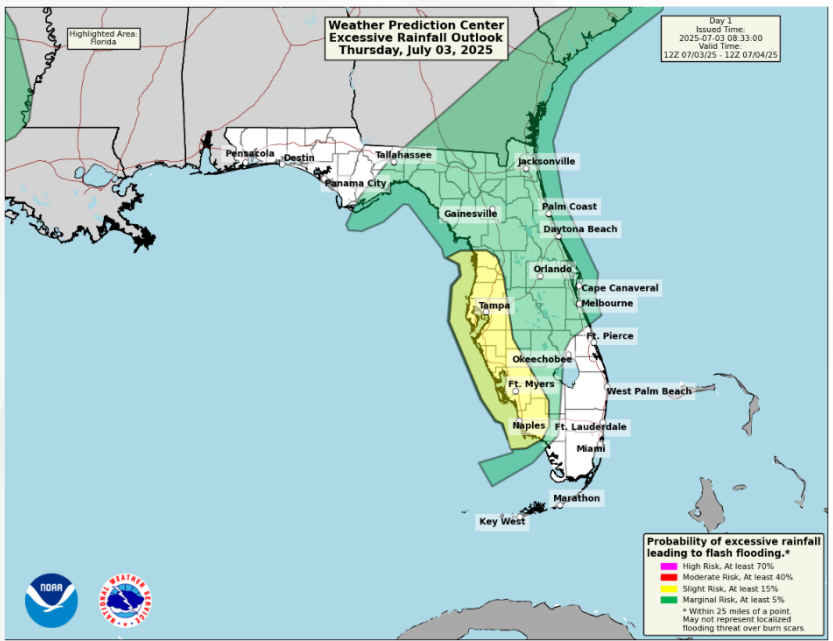 Weather Prediction Center
Excessive Rainfall Outlook
Thursday, July 03, 2025
Highlighted Area:
Florida
Day 1
Issued Time:
2025-07-03 08:33:00
Valid Time:
12Z 07/03/25 - 12Z 07/04/25
Pensacola
Destin
Tallahassee
Panama City
Jacksonville
Gainesville
Palm Coast
Daytona Beach
Orlando
Cape Canaveral
Melbourne
Tampa
Ft. Pierce
Okeechobee
Ft. Myers
West Palm Beach
Naples
Ft. Lauderdale
Miami
Marathon
Key West
Probability of excessive rainfall
leading to flash flooding.*
High Risk, At least 70%
Moderate Risk, At least 40%
Slight Risk, At least 15%
Marginal Risk, At least 5%
* Within 25 miles of a point.
May not represent localized
flooding threat over burn scars.
NOAA
NATIONAL WEATHER SERVICE